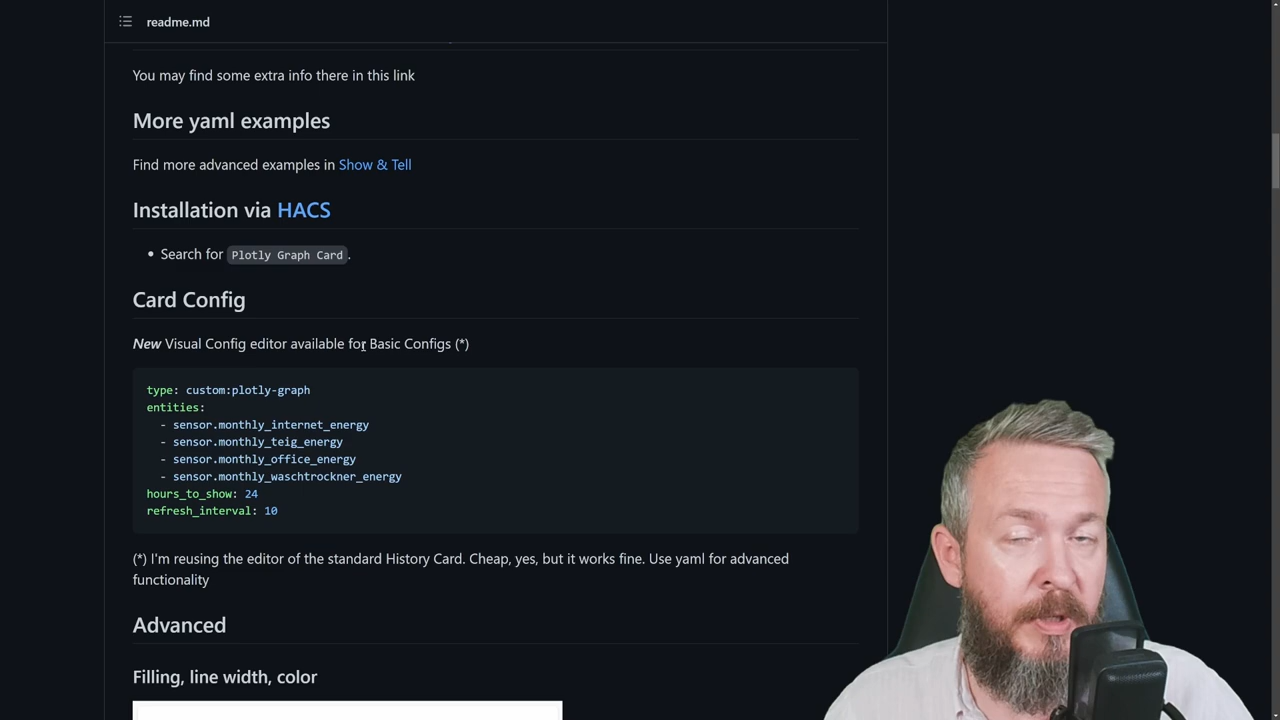 readme.md
You may find some extra info there in this link
More yaml examples
Find more advanced examples in Show & Tell
Installation via HACS
• Search for Plotly Graph Card.
Card Config
New Visual Config editor available for Basic Configs (*)
type: custom:plotly-graph
entities:
  - sensor.monthly_internet_energy
  - sensor.monthly_teig_energy
  - sensor.monthly_office_energy
  - sensor.monthly_waschtrockner_energy
hours_to_show: 24
refresh_interval: 10
(*) I'm reusing the editor of the standard History Card. Cheap, yes, but it works fine. Use yaml for advanced
functionality
Advanced
Filling, line width, color